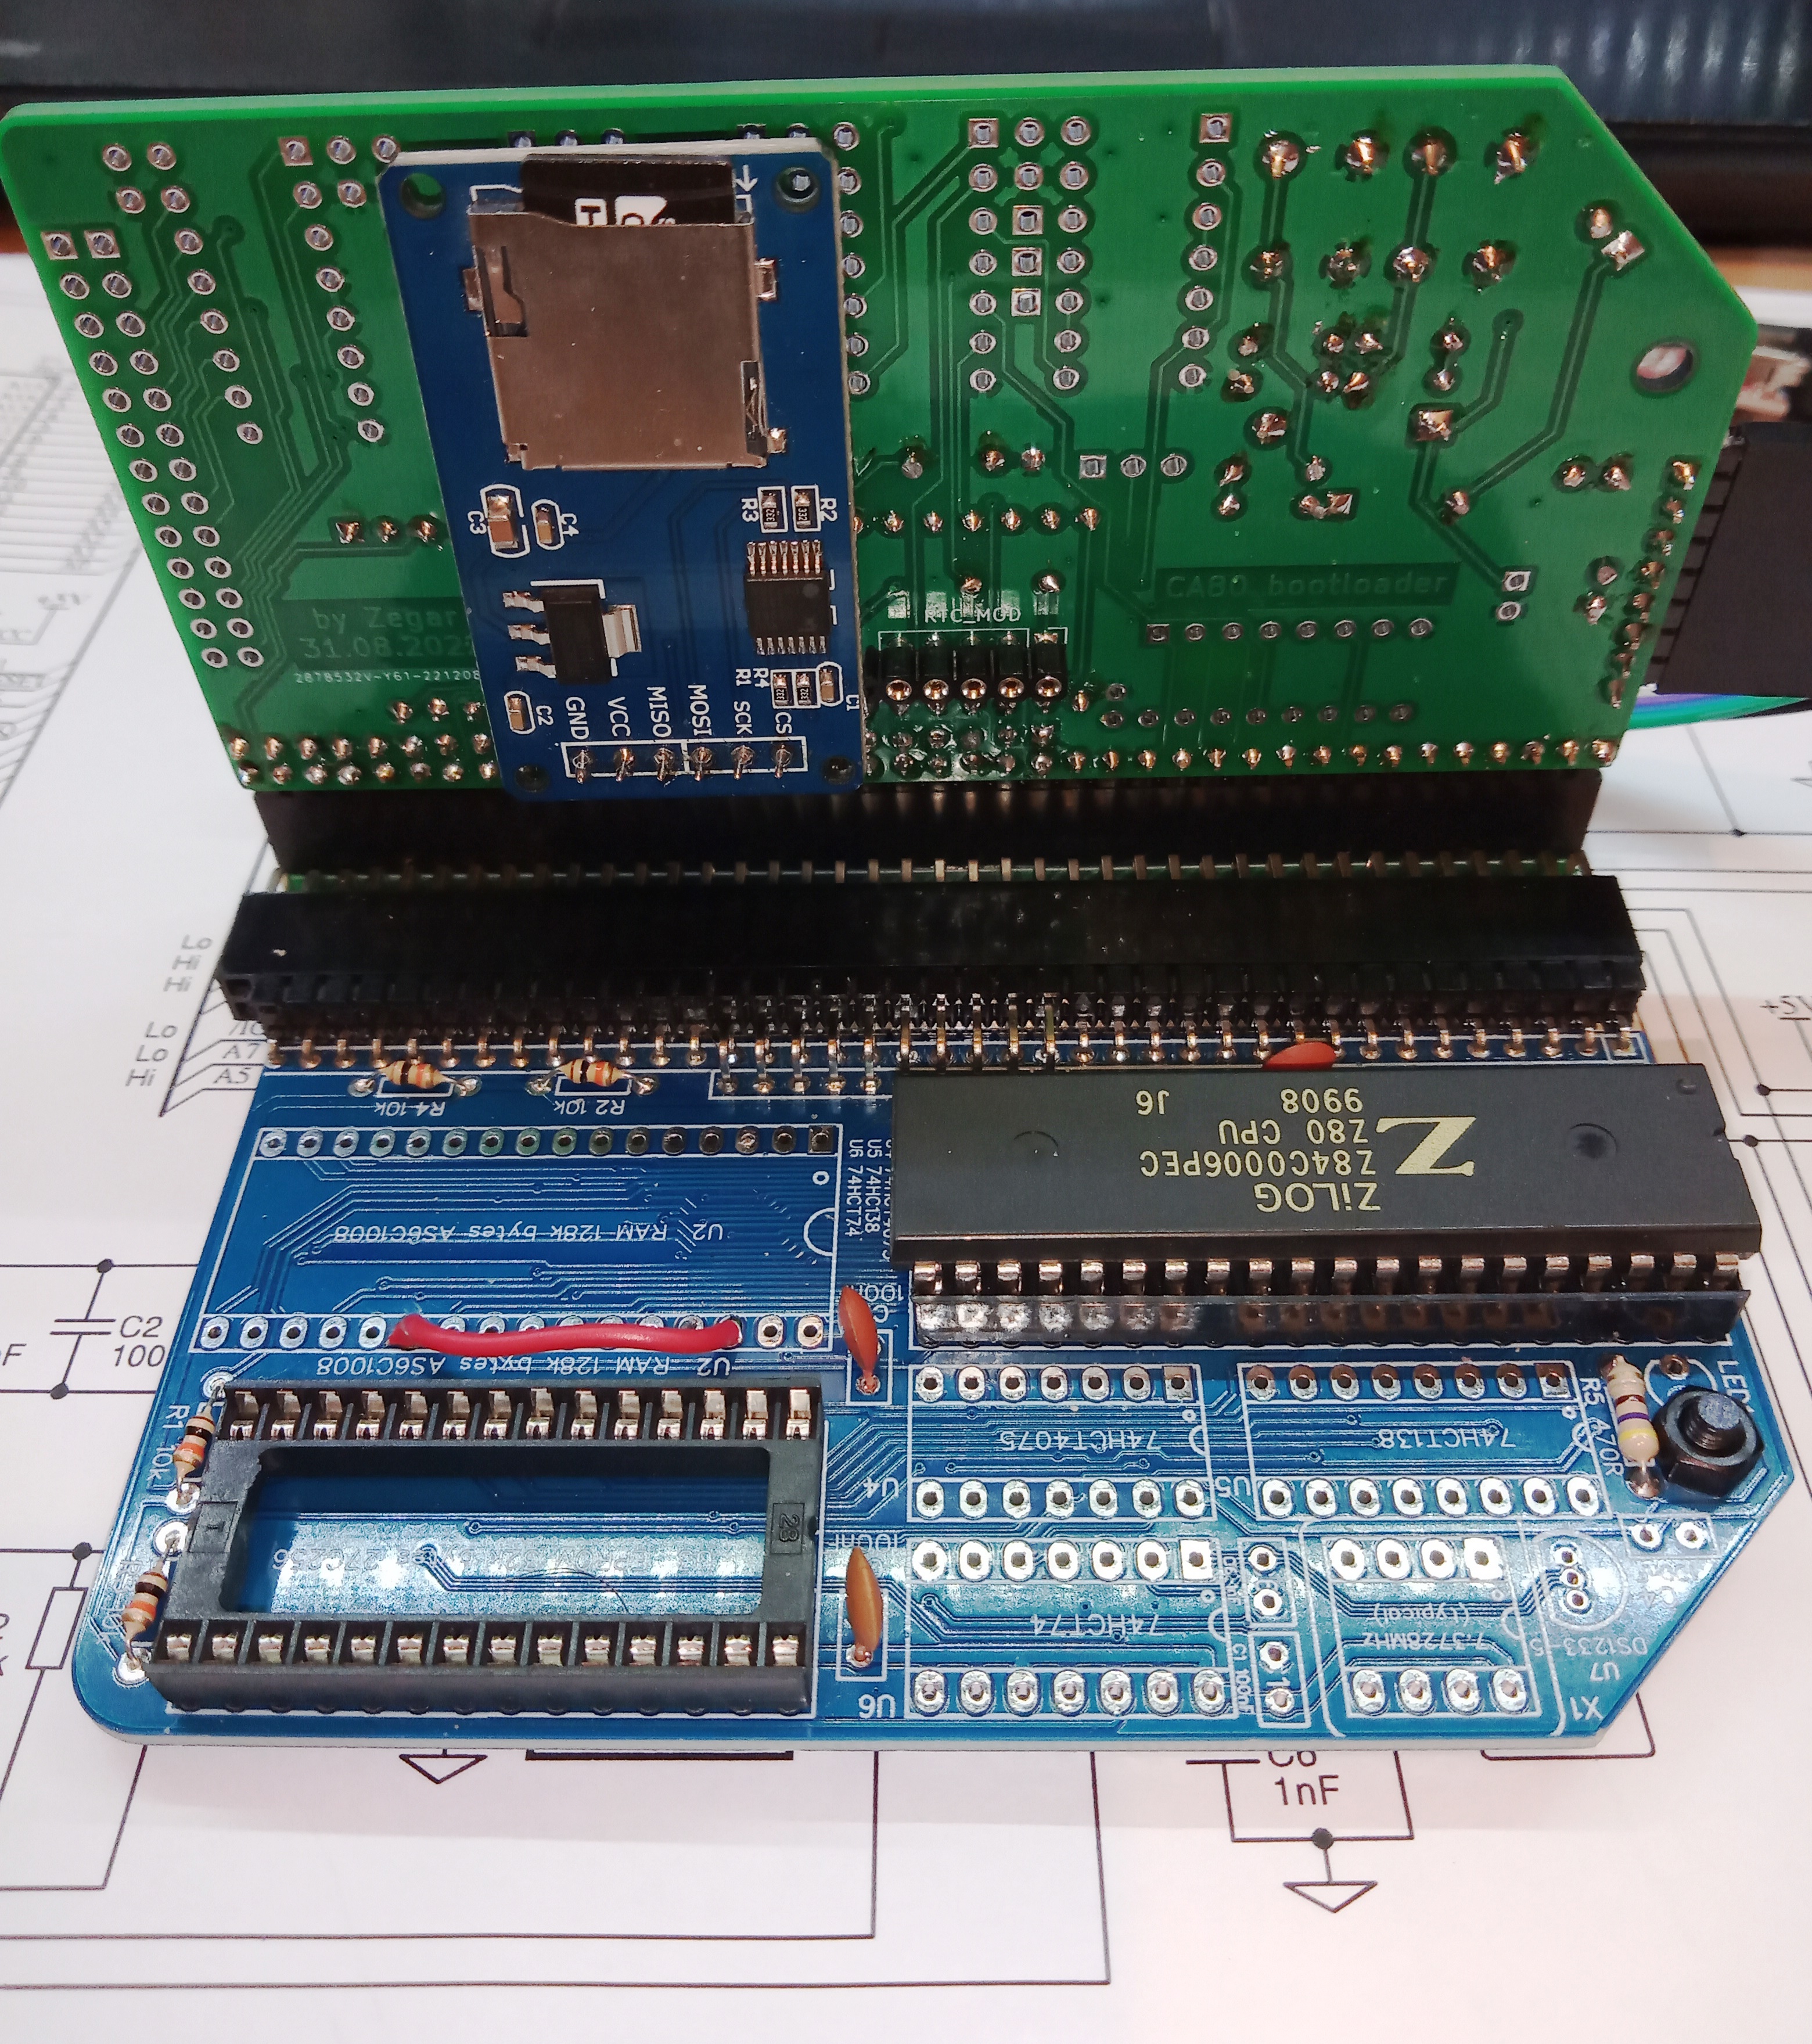 R3
R2
C3
C4
by Zegar
31.08.202
2878532V-Y61-221208
CA80 bootloader
RTC_MOD
R1
R4
C1
C2
GND
VCC
MISO
MOSI
SCK
CS
Lo
Hi
Hi
Lo
A7
Lo
A5
Hi
+5V
R4 10k
R2 10k
ZiLOG
Z84C0006PEC
Z80 CPU
9908
J6
Z
U5 74HC138
U6 74HCT74
U2 RAM 128k bytes AS6C1008
U2 RAM 128k bytes AS6C1008
100n
C2
100
R1 10k
28
U4
74HCT4075
U5
74HCT138
R5 470R
LED
100nF
U6
74HCT74
C1 100nF
7.3728MHz
(typical)
DS1233-5
U7
X1
C6
1nF